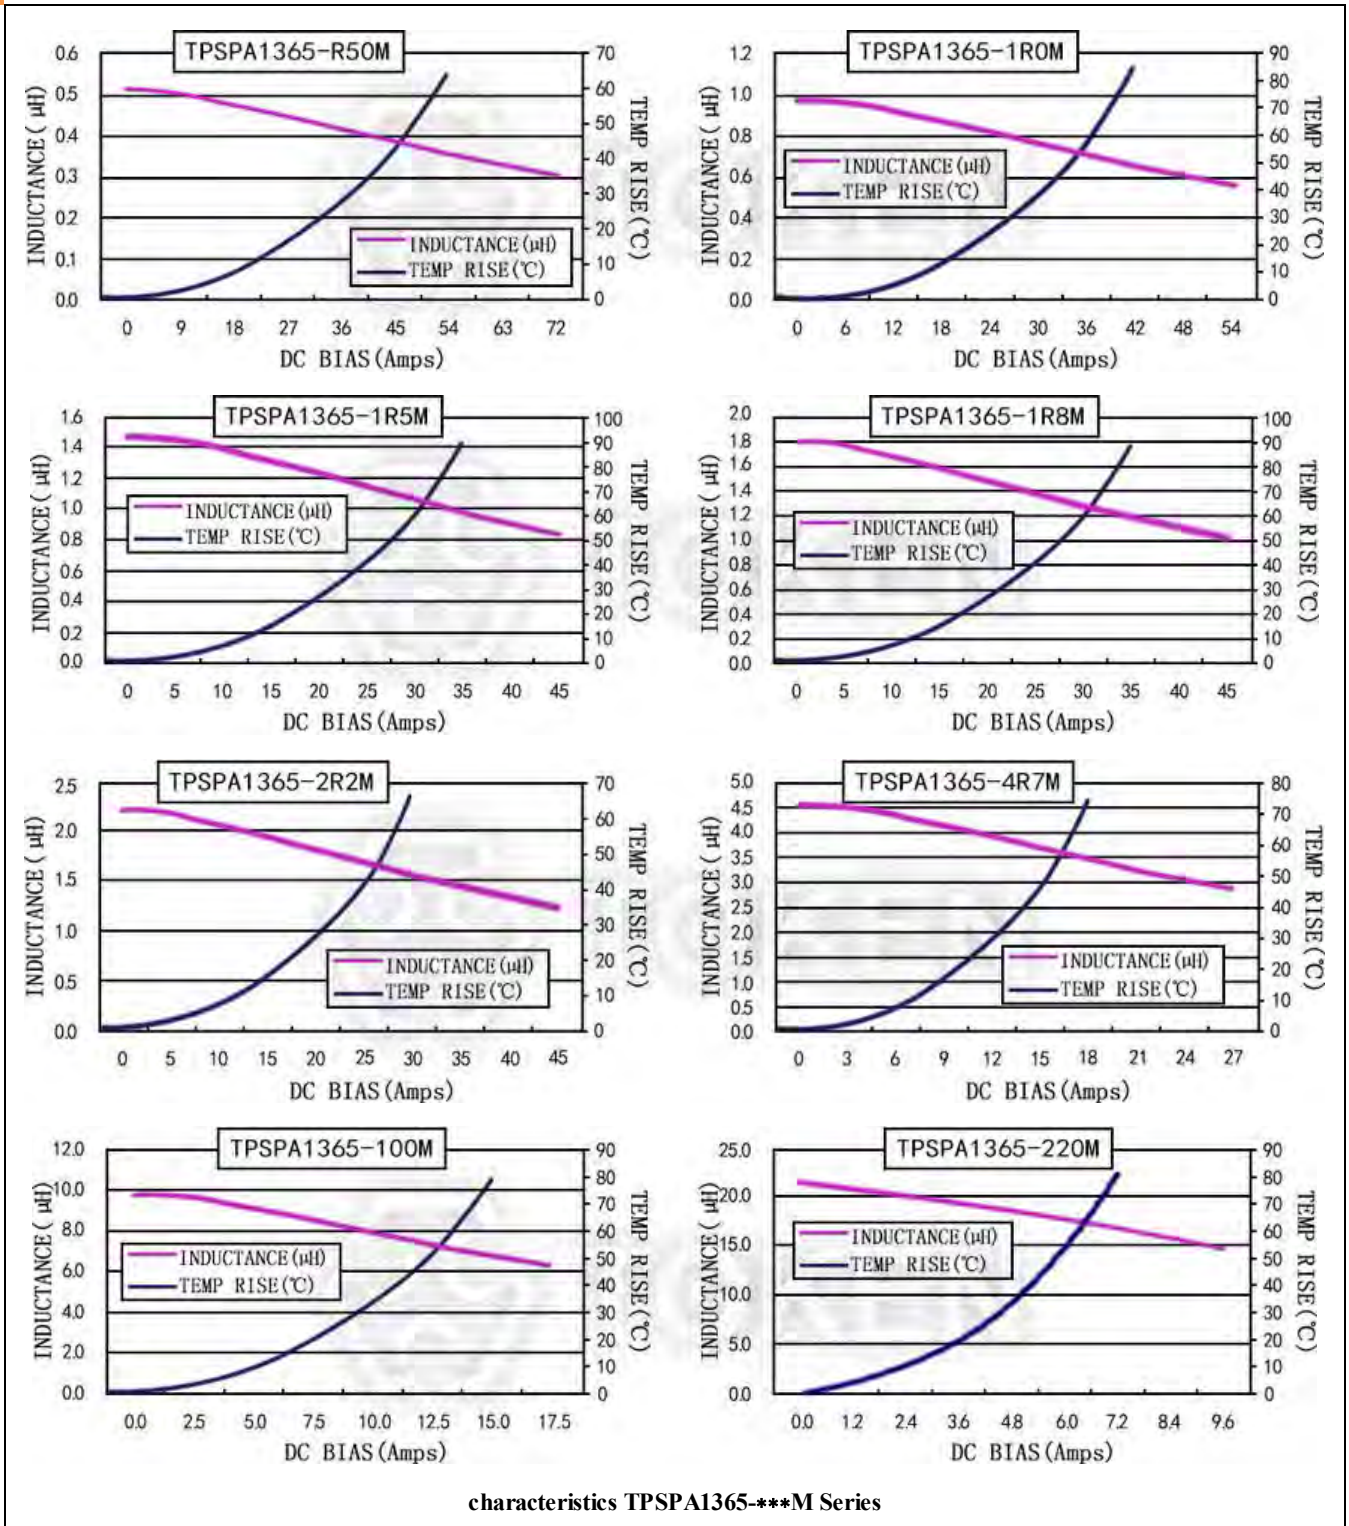 TPSPA1365-R50M
0.6
0.5
0.4
0.3
0.2
0.1
0.0
INDUCTANCE( μH)
70
60
50
40
30
20
10
0
TEMP RISE(℃)
INDUCTANCE(μH)
TEMP RISE(℃)
0 9 18 27 36 45 54 63 72
DC BIAS(Amps)
TPSPA1365-1R0M
1.2
1.0
0.8
0.6
0.4
0.2
0.0
INDUCTANCE( μH)
90
80
70
60
50
40
30
20
10
0
TEMP RISE(℃)
INDUCTANCE(μH)
TEMP RISE(℃)
0 6 12 18 24 30 36 42 48 54
DC BIAS(Amps)
TPSPA1365-1R5M
1.6
1.4
1.2
1.0
0.8
0.6
0.4
0.2
0.0
INDUCTANCE( μH)
100
90
80
70
60
50
40
30
20
10
0
TEMP RISE(℃)
INDUCTANCE(μH)
TEMP RISE(℃)
0 5 10 15 20 25 30 35 40 45
DC BIAS(Amps)
TPSPA1365-1R8M
2.0
1.8
1.6
1.4
1.2
1.0
0.8
0.6
0.4
0.2
0.0
INDUCTANCE( μH)
100
90
80
70
60
50
40
30
20
10
0
TEMP RISE(℃)
INDUCTANCE(μH)
TEMP RISE(℃)
0 5 10 15 20 25 30 35 40 45
DC BIAS(Amps)
TPSPA1365-2R2M
2.5
2.0
1.5
1.0
0.5
0.0
INDUCTANCE( μH)
70
60
50
40
30
20
10
0
TEMP RISE(℃)
INDUCTANCE(μH)
TEMP RISE(℃)
0 5 10 15 20 25 30 35 40 45
DC BIAS(Amps)
TPSPA1365-4R7M
5.0
4.5
4.0
3.5
3.0
2.5
2.0
1.5
1.0
0.5
0.0
INDUCTANCE( μH)
80
70
60
50
40
30
20
10
0
TEMP RISE(℃)
INDUCTANCE(μH)
TEMP RISE(℃)
0 3 6 9 12 15 18 21 24 27
DC BIAS(Amps)
TPSPA1365-100M
12.0
10.0
8.0
6.0
4.0
2.0
0.0
INDUCTANCE( μH)
90
80
70
60
50
40
30
20
10
0
TEMP RISE(℃)
INDUCTANCE(μH)
TEMP RISE(℃)
0.0 2.5 5.0 7.5 10.0 12.5 15.0 17.5
DC BIAS(Amps)
TPSPA1365-220M
25.0
20.0
15.0
10.0
5.0
0.0
INDUCTANCE( μH)
90
80
70
60
50
40
30
20
10
0
TEMP RISE(℃)
INDUCTANCE(μH)
TEMP RISE(℃)
0.0 1.2 2.4 3.6 4.8 6.0 7.2 8.4 9.6
DC BIAS(Amps)
characteristics TPSPA1365-***M Series